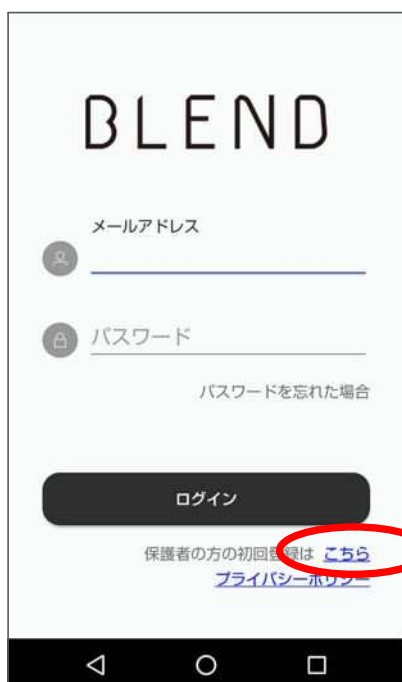 BLEND
メールアドレス
パスワード
パスワードを忘れた場合
ログイン
保護者の方の初回登録は こちら
プライバシーポリシー